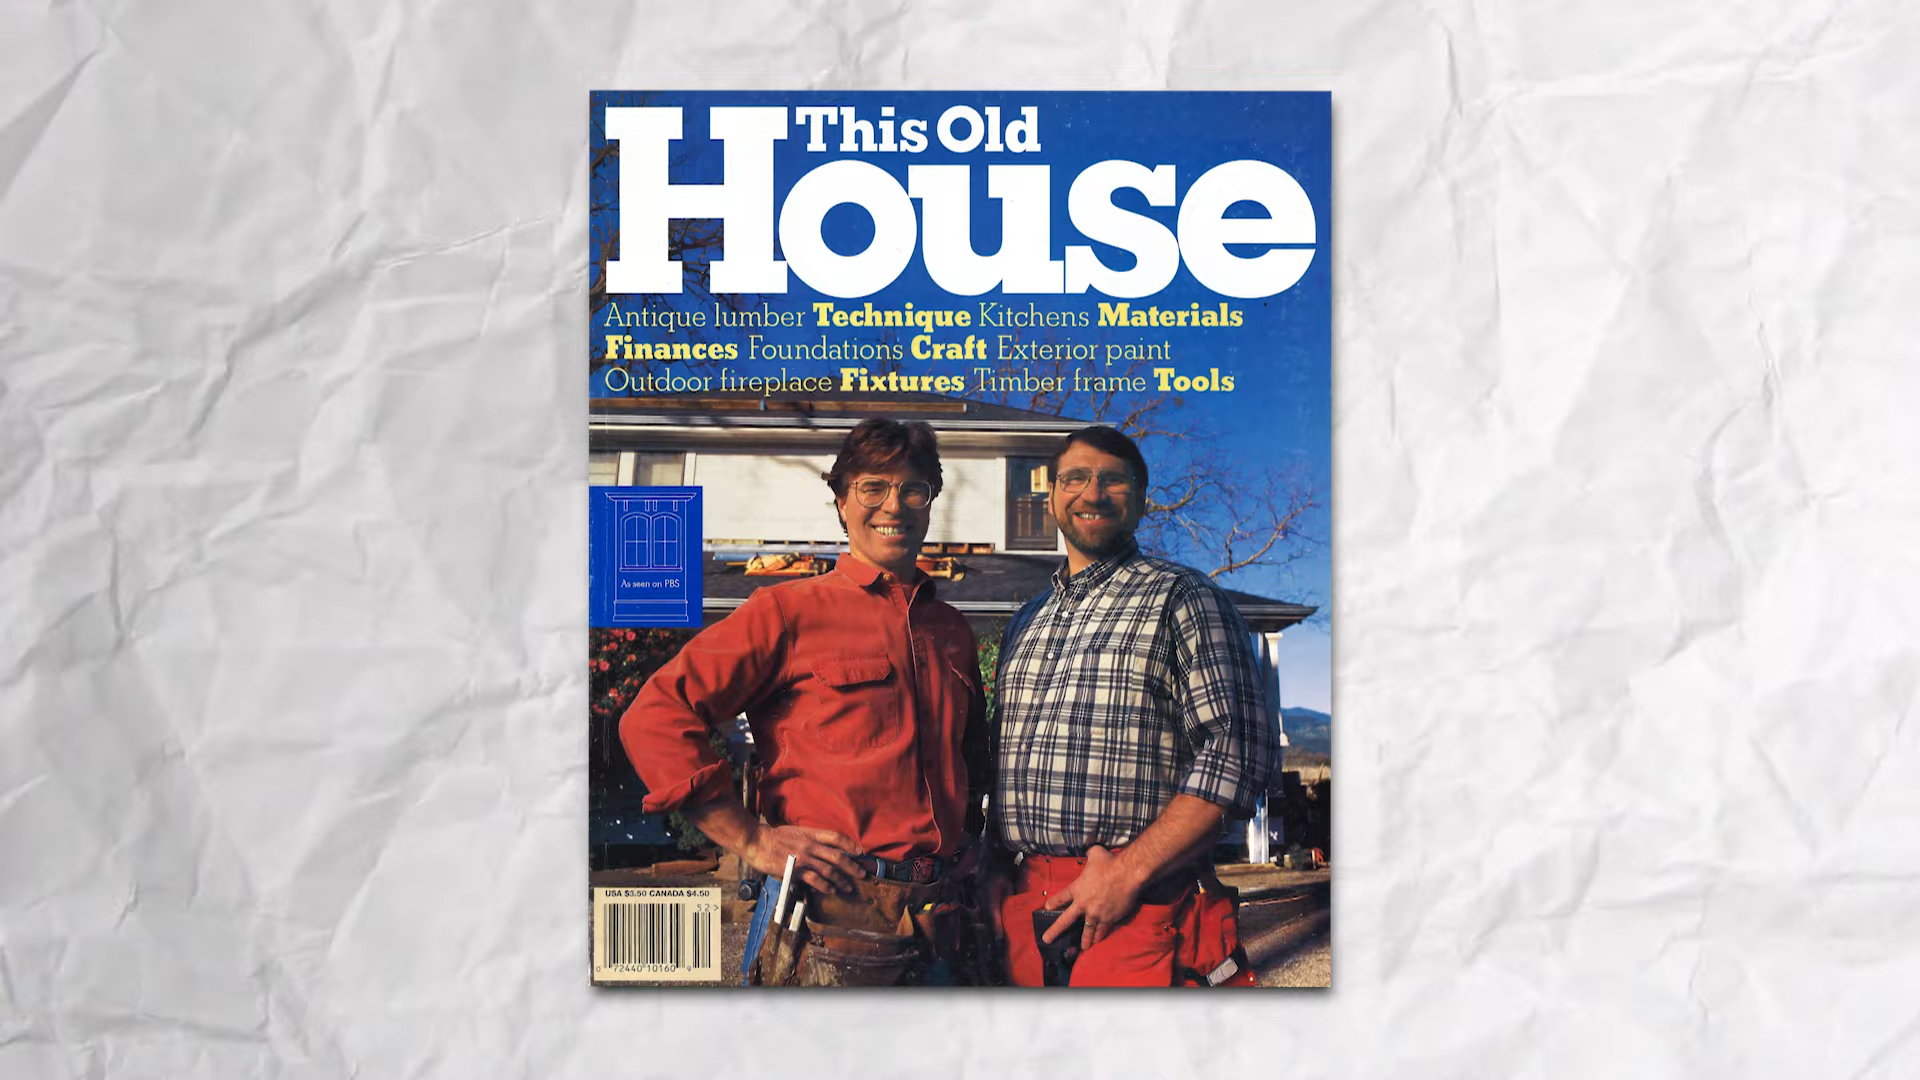 This Old
House
Antique lumber Technique Kitchens Materials
Finances Foundations Craft Exterior paint
Outdoor fireplace Fixtures Timber frame Tools
As seen on PBS
USA $3.50 CANADA $4.50
52>
0 72440 10160 9